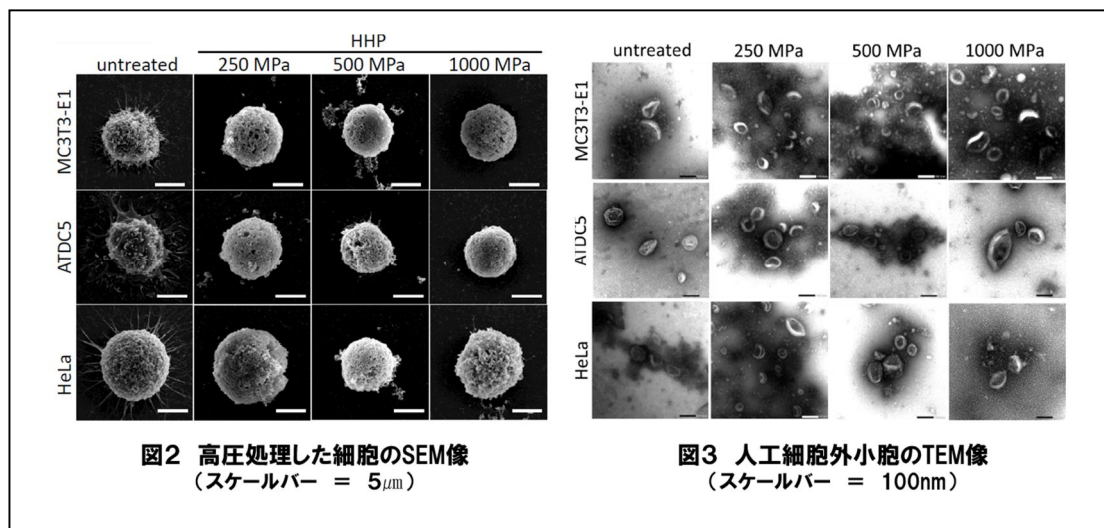 HHP
untreated 250 MPa 500 MPa 1000 MPa
MC3T3-E1
ATDC5
HeLa
図2 高圧処理した細胞のSEM像
(スケールバー = 5㎛)
untreated 250 MPa 500 MPa 1000 MPa
MC3T3-E1
ATDC5
HeLa
図3 人工細胞外小胞のTEM像
(スケールバー = 100nm)